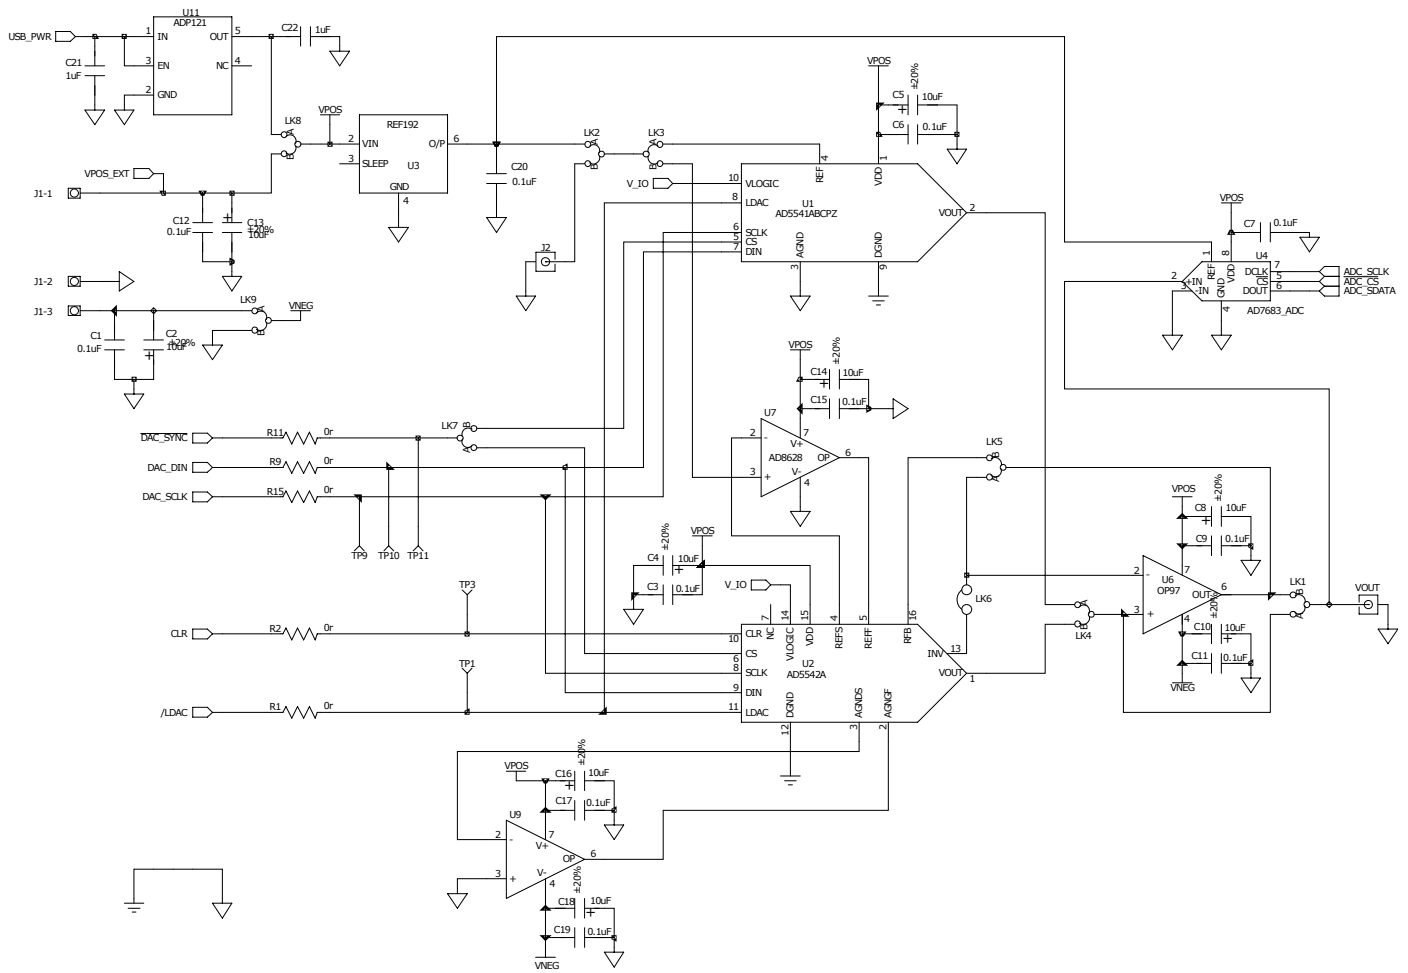 U11
ADP121
USB_PWR
1 IN OUT 5
3 EN NC 4
2 GND
C21
1uF
C22 1uF
LK8
A
B
VPOS
REF192
2 VIN O/P 6
3 SLEEP
U3
GND
4
VPOS_EXT
J1-1
C12
0.1uF
C13
±20%
10uF
+
C20
0.1uF
LK2
A
B
LK3
A
B
J2
J1-2
J1-3
LK9
A
B
VNEG
C1
0.1uF
C2
±20%
10uF
+
VPOS
±20%
C5
10uF
+
C6 0.1uF
V_IO
10 VLOGIC
8 LDAC
6 SCLK
5 CS
7 DIN
4 REF
1 VDD
U1
AD5541ABCPZ
VOUT 2
AGND
3
DGND
9
VPOS
C7 0.1uF
U4
1 REF
8 VDD
DCLK 7 ADC_SCLK
CS 5 ADC_CS
DOUT 6 ADC_SDATA
2 +IN
3 -IN
GND
4
AD7683_ADC
VPOS
±20%
C14 10uF
+
C15 0.1uF
U7
2 -
3 +
AD8628
V+ 7
V- 4
OP 6
DAC_SYNC R11 0r
DAC_DIN R9 0r
DAC_SCLK R15 0r
LK7
B
A
TP9 TP10 TP11
LK5
B
A
VPOS
±20%
C4 10uF
+
C3 0.1uF
V_IO
TP3
CLR R2 0r
TP1
/LDAC R1 0r
7 NC
14 VLOGIC
15 VDD
4 REFS
5 REFF
16 RFB
10 CLR
6 CS
8 SCLK
9 DIN
11 LDAC
U2
AD5542A
INV 13
VOUT 1
DGND
12
AGNDS
3
AGNGF
2
LK6
LK4
A
B
VPOS
±20%
C8 10uF
+
C9 0.1uF
2 -
3 +
U6
OP97
7
OUT 6
4
±20%
C10 10uF
+
C11 0.1uF
VNEG
LK1
B
A
VOUT
VPOS
±20%
C16 10uF
+
C17 0.1uF
U9
2 -
3 +
V+ 7
V- 4
OP 6
±20%
C18 10uF
+
C19 0.1uF
VNEG